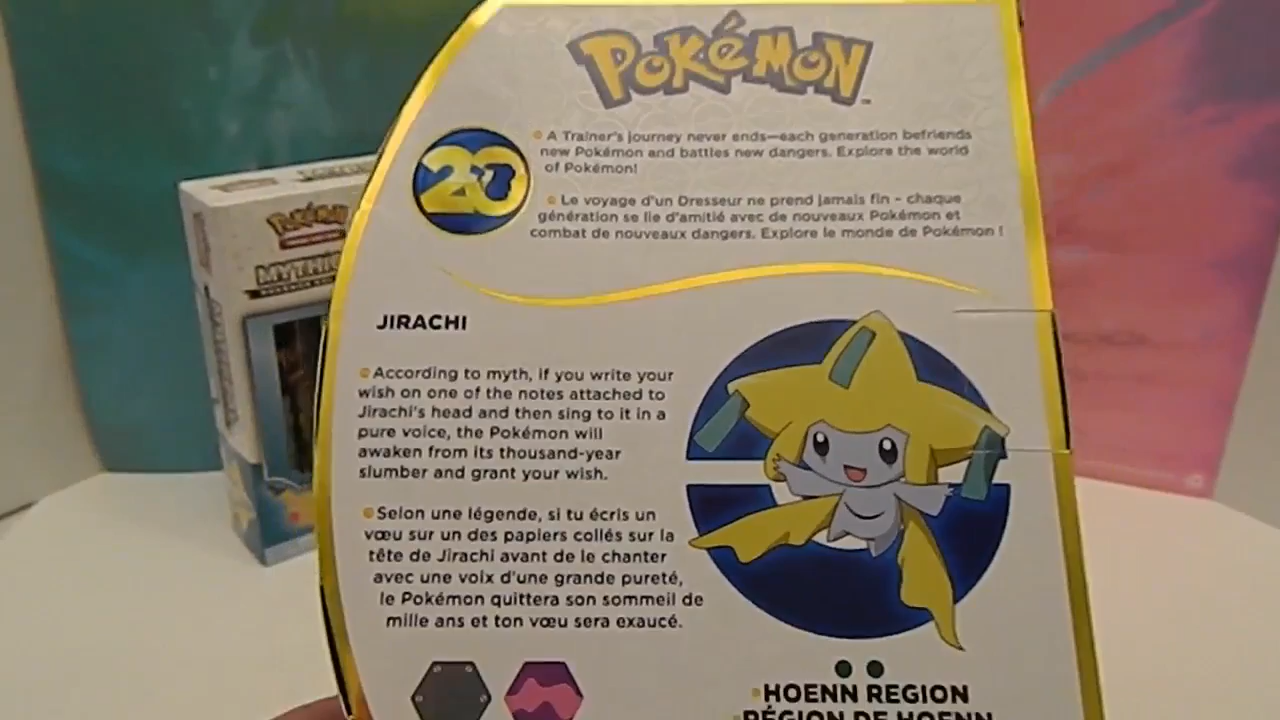 POKéMON
20
A Trainer's journey never ends—each generation befriends
new Pokémon and battles new dangers. Explore the world
of Pokémon!
Le voyage d'un Dresseur ne prend jamais fin – chaque
génération se lie d'amitié avec de nouveaux Pokémon et
combat de nouveaux dangers. Explore le monde de Pokémon !
JIRACHI
According to myth, if you write your
wish on one of the notes attached to
Jirachi's head and then sing to it in a
pure voice, the Pokémon will
awaken from its thousand-year
slumber and grant your wish.
Selon une légende, si tu écris un
vœu sur un des papiers collés sur la
tête de Jirachi avant de le chanter
avec une voix d'une grande pureté,
le Pokémon quittera son sommeil de
mille ans et ton vœu sera exaucé.
HOENN REGION
RÉGION DE HOENN
POKéMON